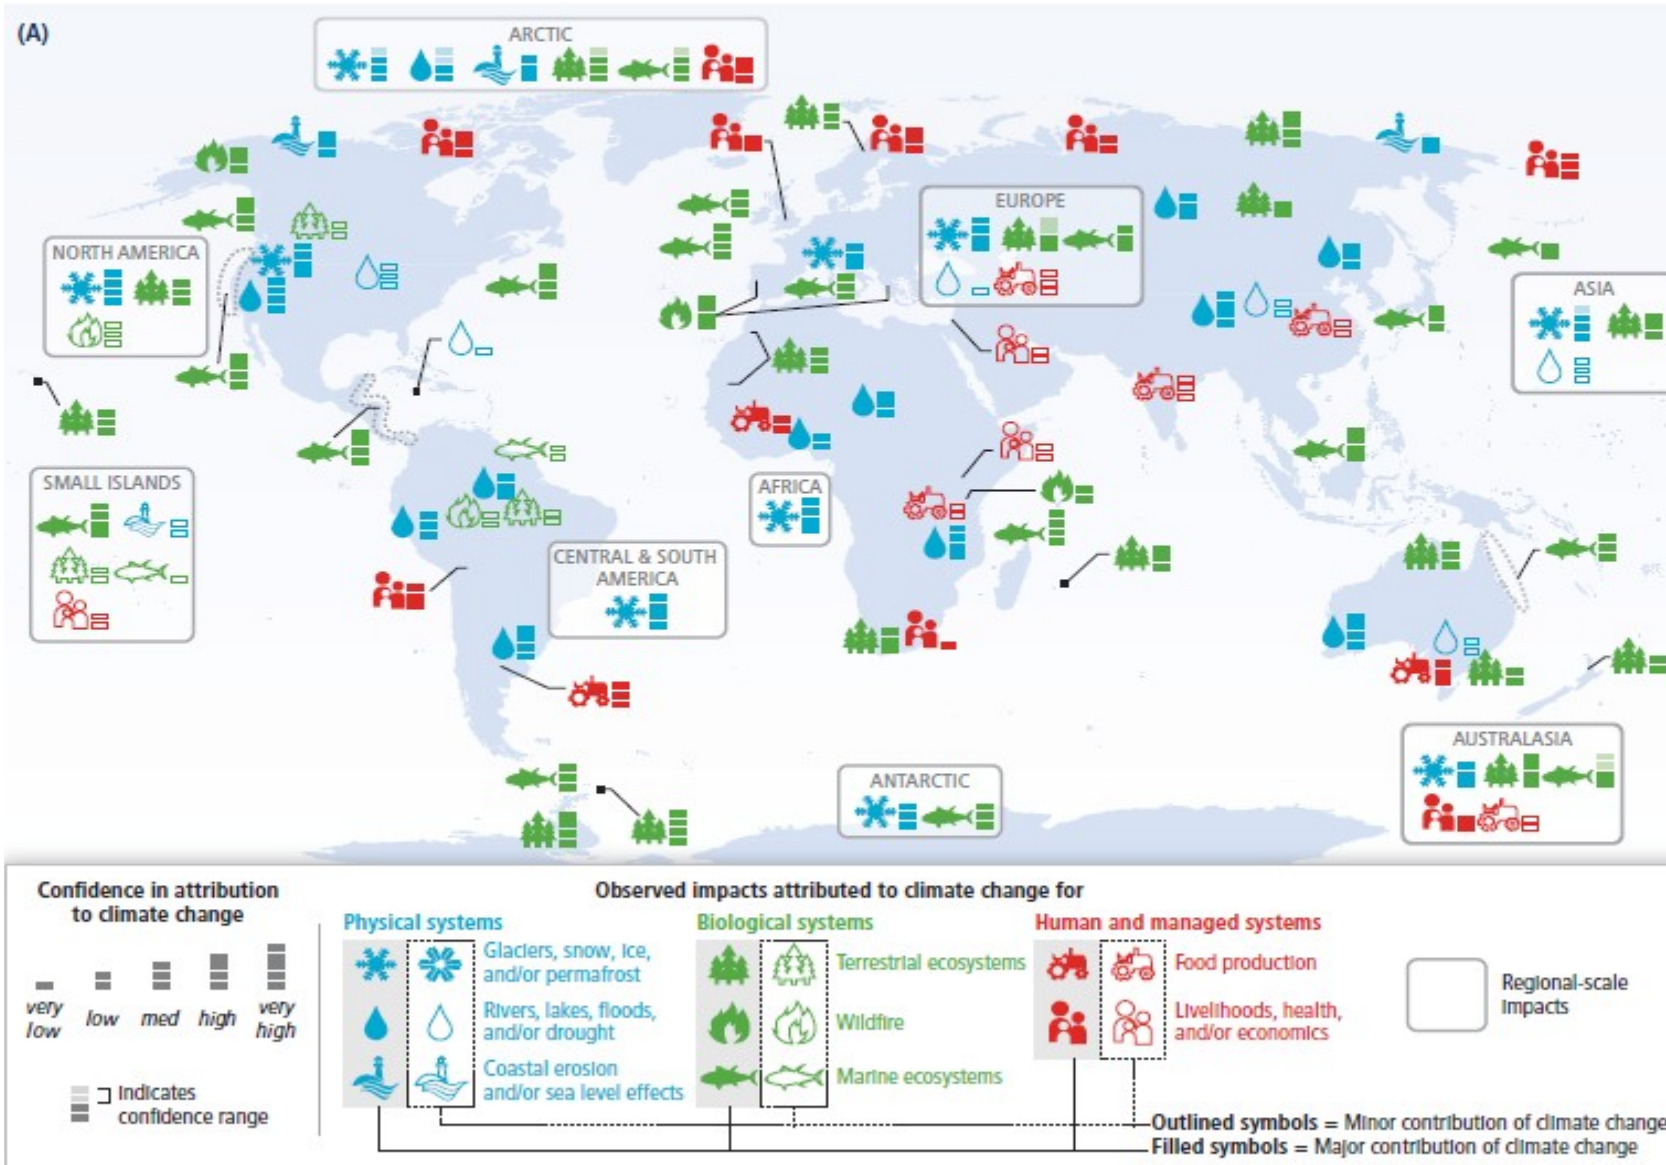 (A)
ARCTIC
EUROPE
NORTH AMERICA
ASIA
SMALL ISLANDS
AFRICA
CENTRAL & SOUTH
AMERICA
ANTARCTIC
AUSTRALASIA
Confidence in attribution
to climate change
very
low
low
med
high
very
high
Indicates
confidence range
Observed impacts attributed to climate change for
Physical systems
Glaciers, snow, ice,
and/or permafrost
Rivers, lakes, floods,
and/or drought
Coastal erosion
and/or sea level effects
Biological systems
Terrestrial ecosystems
Wildfire
Marine ecosystems
Human and managed systems
Food production
Livelihoods, health,
and/or economics
Regional-scale
impacts
Outlined symbols = Minor contribution of climate change
Filled symbols = Major contribution of climate change